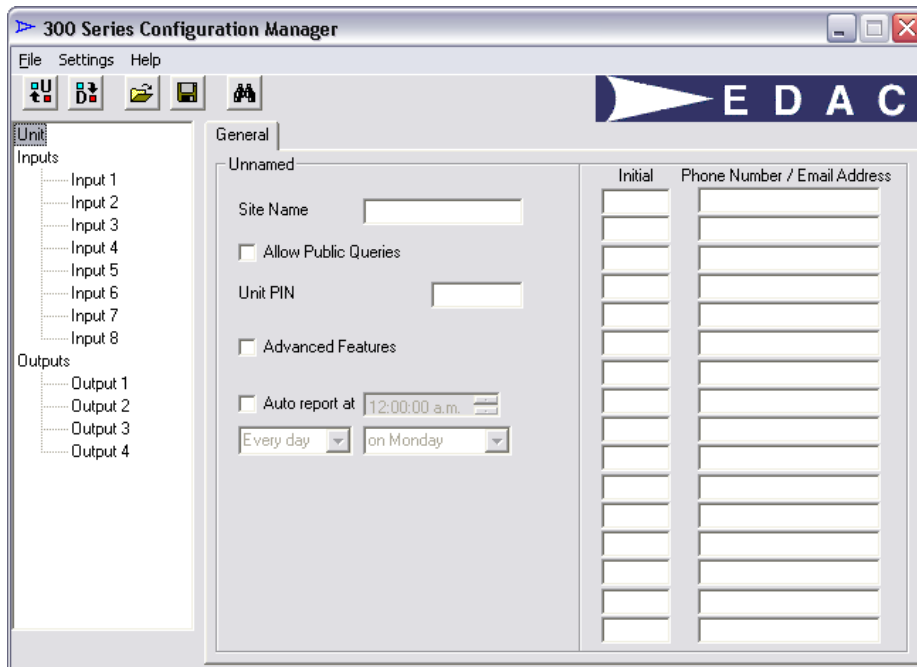 300 Series Configuration Manager
File Settings Help
U D
EDAC
Unit
Inputs
Input 1
Input 2
Input 3
Input 4
Input 5
Input 6
Input 7
Input 8
Outputs
Output 1
Output 2
Output 3
Output 4
General
Unnamed
Site Name
Allow Public Queries
Unit PIN
Advanced Features
Auto report at 12:00:00 a.m.
Every day on Monday
Initial Phone Number / Email Address